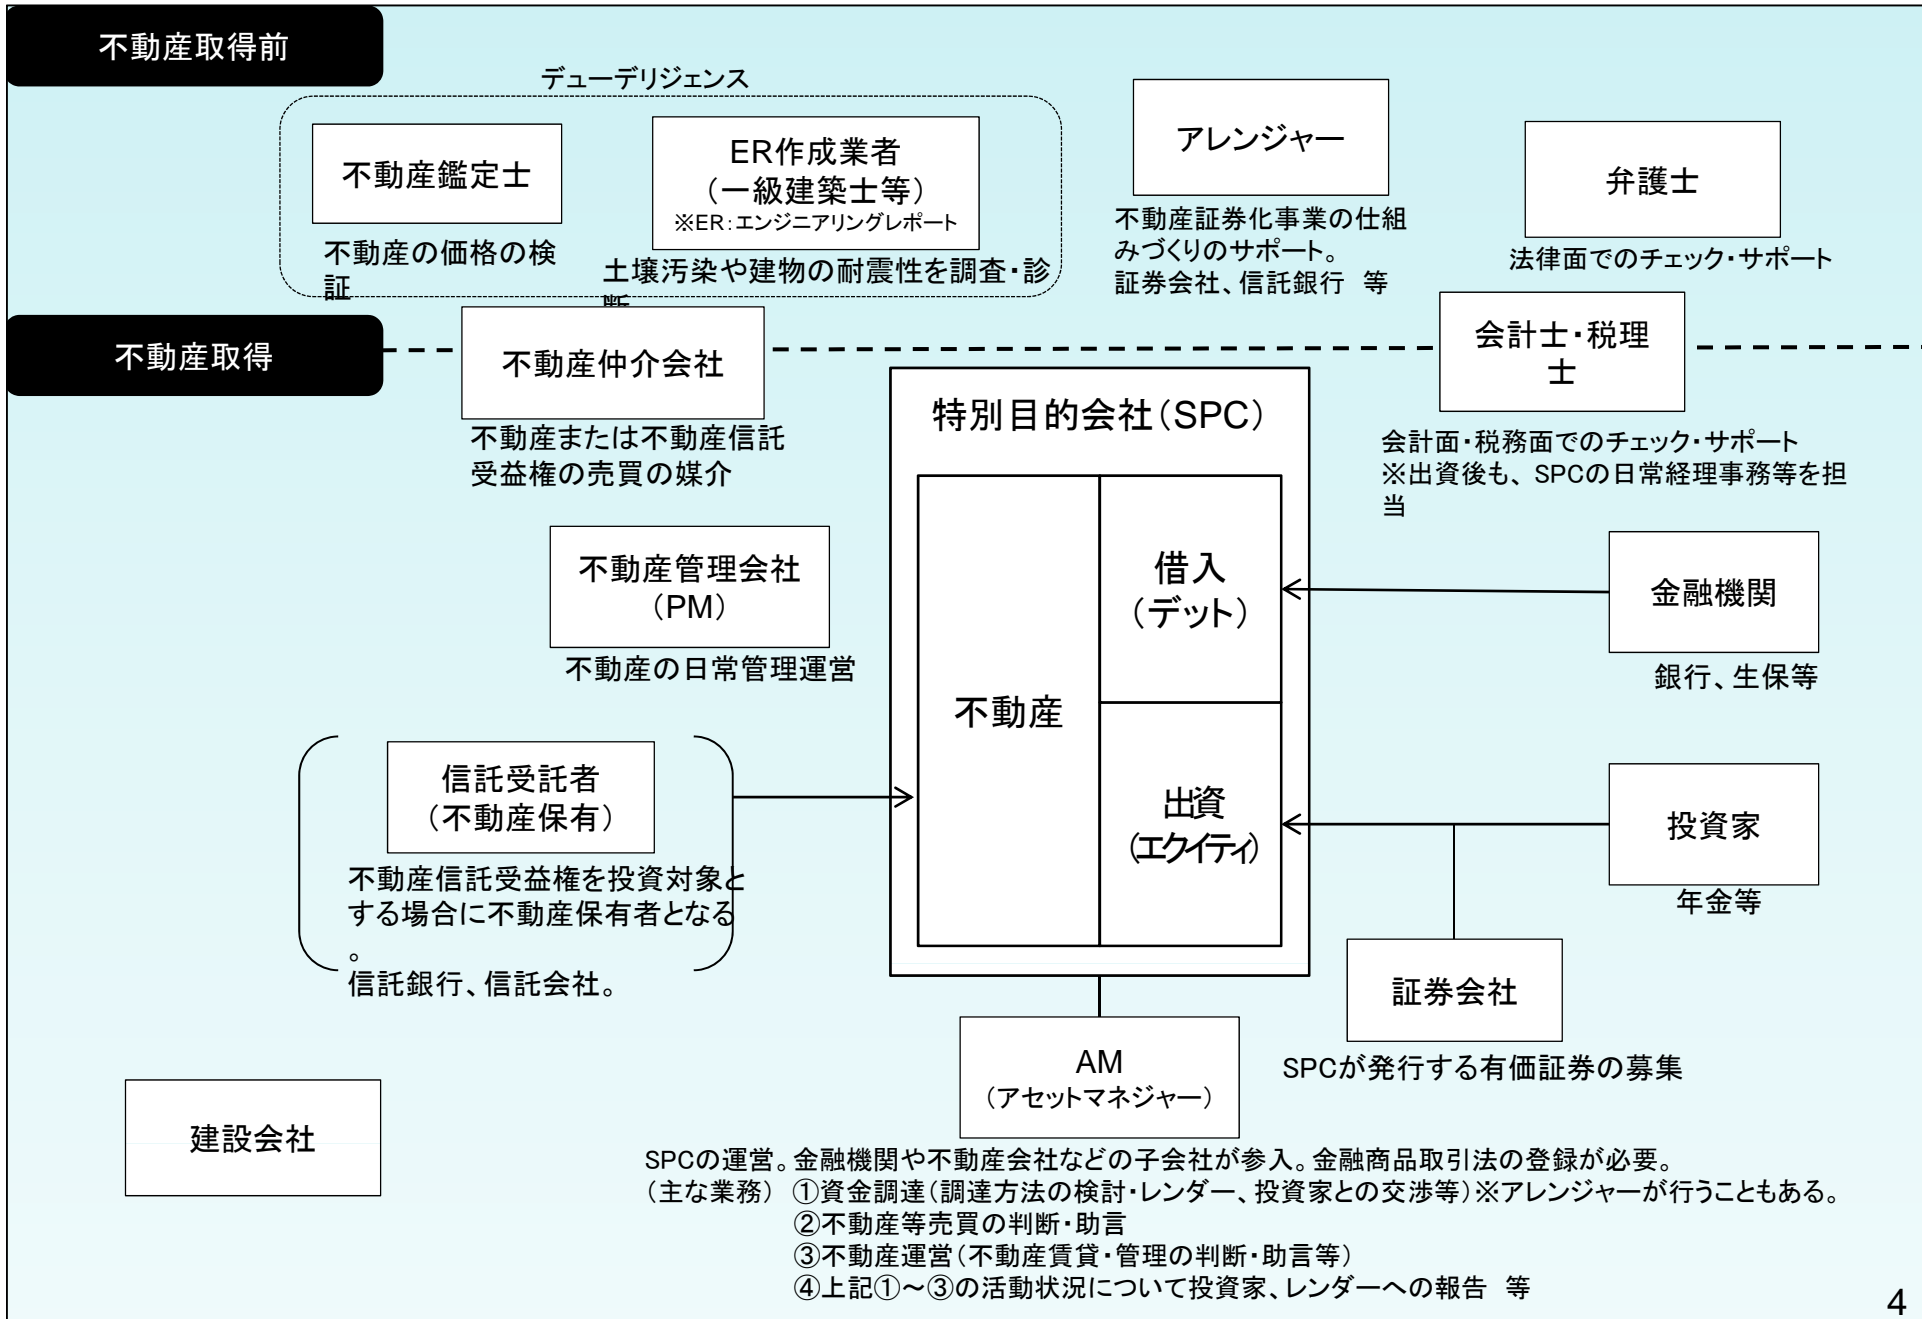 不動産取得前
デューデリジェンス
不動産鑑定士
不動産の価格の検
証
ER作成業者
（一級建築士等）
※ER：エンジニアリングレポート
土壌汚染や建物の耐震性を調査・診
断
アレンジャー
不動産証券化事業の仕組
みづくりのサポート。
証券会社、信託銀行　等
弁護士
法律面でのチェック・サポート
不動産取得
不動産仲介会社
不動産または不動産信託
受益権の売買の媒介
会計士・税理
士
会計面・税務面でのチェック・サポート
※出資後も、SPCの日常経理事務等を担
当
特別目的会社（SPC）
不動産
借入
（デット）
出資
（エクイティ）
不動産管理会社
（PM）
不動産の日常管理運営
金融機関
銀行、生保等
信託受託者
（不動産保有）
不動産信託受益権を投資対象と
する場合に不動産保有者となる
。
信託銀行、信託会社。
投資家
年金等
証券会社
SPCが発行する有価証券の募集
AM
（アセットマネジャー）
建設会社
SPCの運営。金融機関や不動産会社などの子会社が参入。金融商品取引法の登録が必要。
（主な業務）　①資金調達（調達方法の検討・レンダー、投資家との交渉等）※アレンジャーが行うこともある。
②不動産等売買の判断・助言
③不動産運営（不動産賃貸・管理の判断・助言等）
④上記①～③の活動状況について投資家、レンダーへの報告　等
4